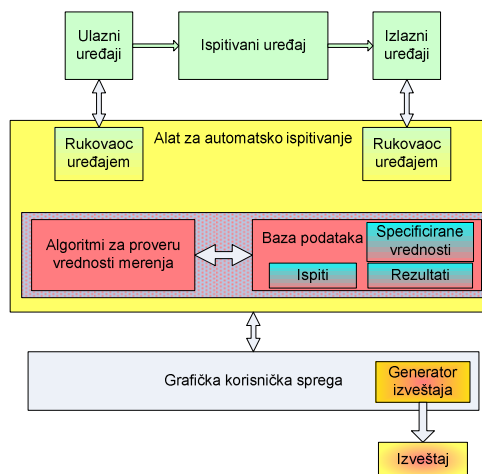 Ulazni
uređaji
Ispitivani uređaj
Izlazni
uređaji
Alat za automatsko ispitivanje
Rukovaoc
uređajem
Rukovaoc
uređajem
Algoritmi za proveru
vrednosti merenja
Baza podataka
Specificirane
vrednosti
Ispiti
Rezultati
Grafička korisnička sprega
Generator
izveštaja
Izveštaj